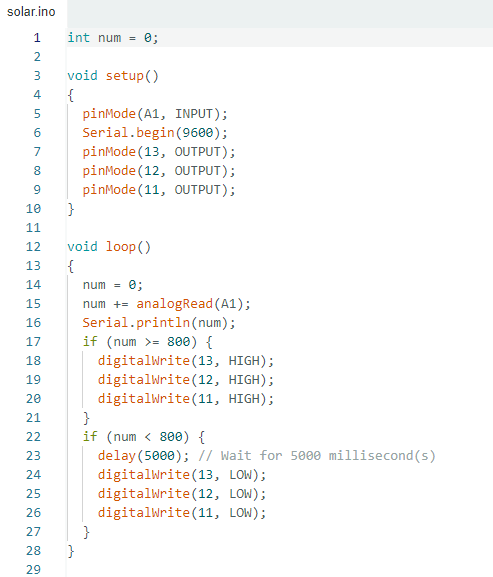 solar.ino
1 int num = 0;
2
3 void setup()
4 {
5   pinMode(A1, INPUT);
6   Serial.begin(9600);
7   pinMode(13, OUTPUT);
8   pinMode(12, OUTPUT);
9   pinMode(11, OUTPUT);
10 }
11
12 void loop()
13 {
14   num = 0;
15   num += analogRead(A1);
16   Serial.println(num);
17   if (num >= 800) {
18     digitalWrite(13, HIGH);
19     digitalWrite(12, HIGH);
20     digitalWrite(11, HIGH);
21   }
22   if (num < 800) {
23     delay(5000); // Wait for 5000 millisecond(s)
24     digitalWrite(13, LOW);
25     digitalWrite(12, LOW);
26     digitalWrite(11, LOW);
27   }
28 }
29